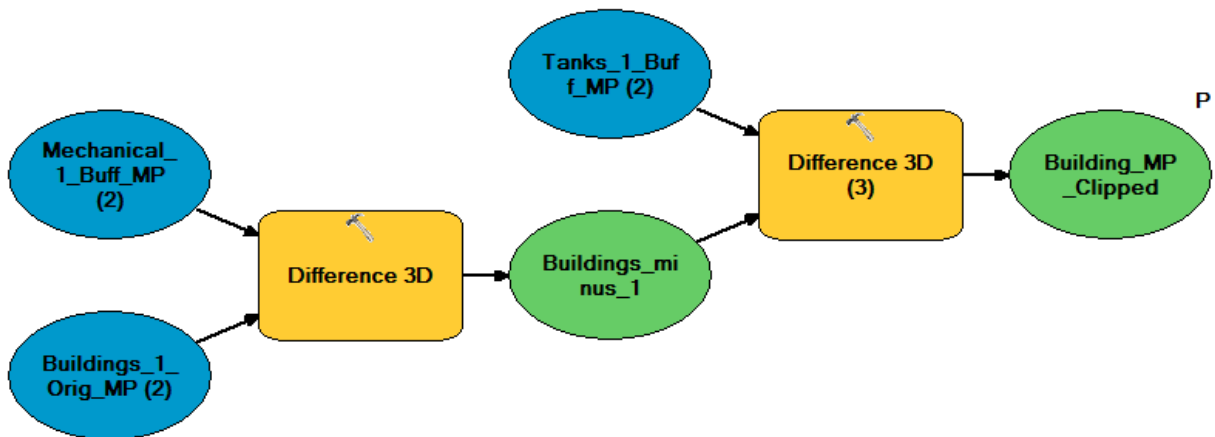 Tanks_1_Buf
f_MP (2)
P
Mechanical_
1_Buff_MP
(2)
Difference 3D
(3)
Building_MP
_Clipped
Difference 3D
Buildings_mi
nus_1
Buildings_1_
Orig_MP (2)